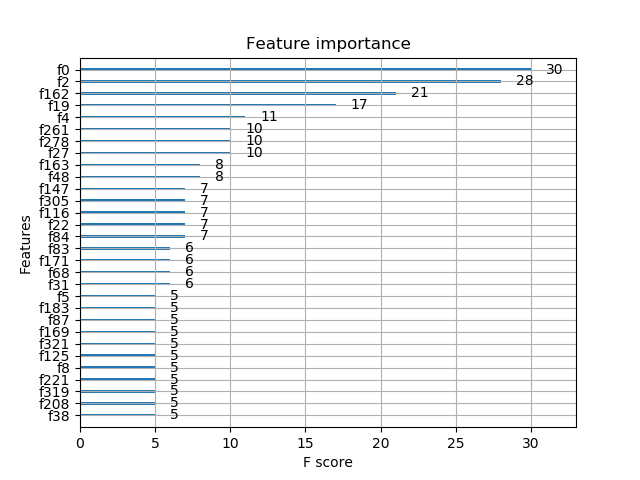 Feature importance
Features
f0 30
f2 28
f162 21
f19 17
f4 11
f261 10
f278 10
f27 10
f163 8
f48 8
f147 7
f305 7
f116 7
f22 7
f84 7
f83 6
f171 6
f68 6
f31 6
f5 5
f183 5
f87 5
f169 5
f321 5
f125 5
f8 5
f221 5
f319 5
f208 5
f38 5
0 5 10 15 20 25 30
F score